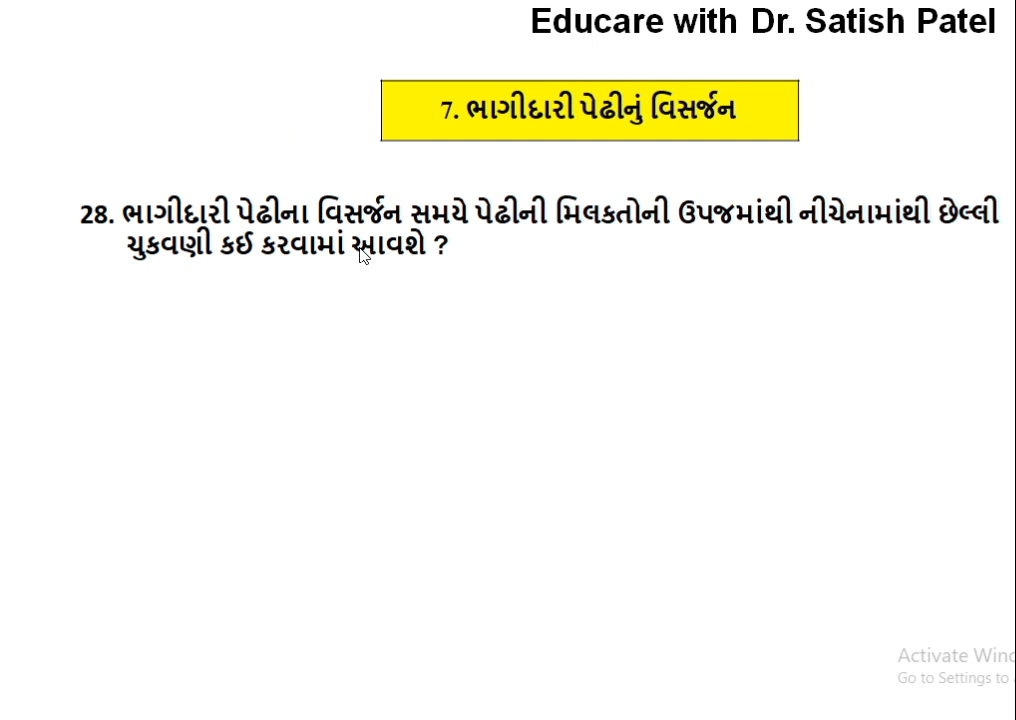 Educare with Dr. Satish Patel
7. ભાગીદારી પેઢીનું વિસર્જન
28. ભાગીદારી પેઢીના વિસર્જન સમયે પેઢીની મિલકતોની ઉપજમાંથી નીચેનામાંથી છેલ્લી
ચુકવણી કઈ કરવામાં આવશે ?
Activate Winc
Go to Settings to